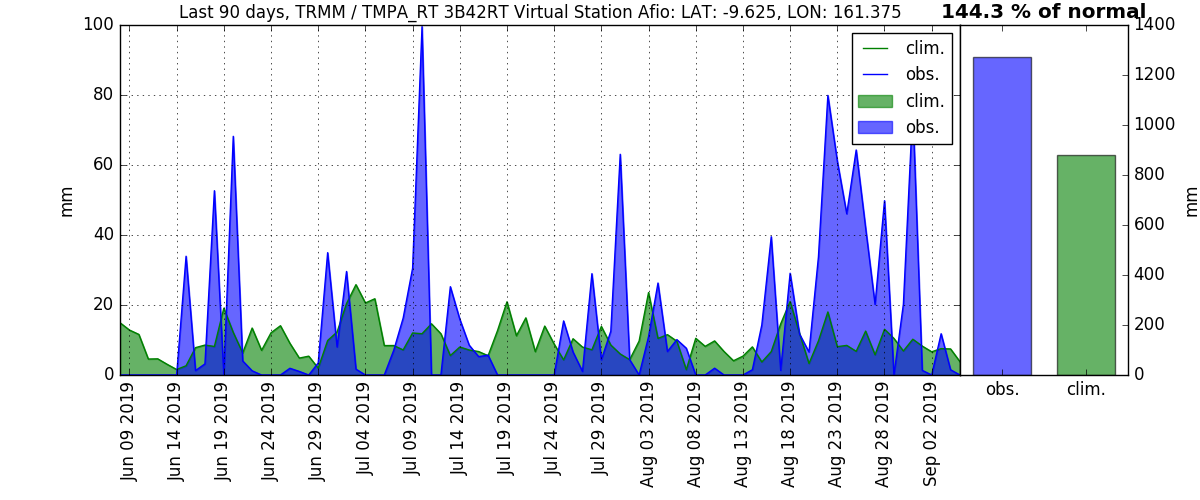 Last 90 days, TRMM / TMPA_RT 3B42RT Virtual Station Afio: LAT: -9.625, LON: 161.375
144.3 % of normal
100
80
60
40
20
0
mm
clim.
obs.
clim.
obs.
1400
1200
1000
800
600
400
200
0
mm
Jun 09 2019
Jun 14 2019
Jun 19 2019
Jun 24 2019
Jun 29 2019
Jul 04 2019
Jul 09 2019
Jul 14 2019
Jul 19 2019
Jul 24 2019
Jul 29 2019
Aug 03 2019
Aug 08 2019
Aug 13 2019
Aug 18 2019
Aug 23 2019
Aug 28 2019
Sep 02 2019
obs.
clim.